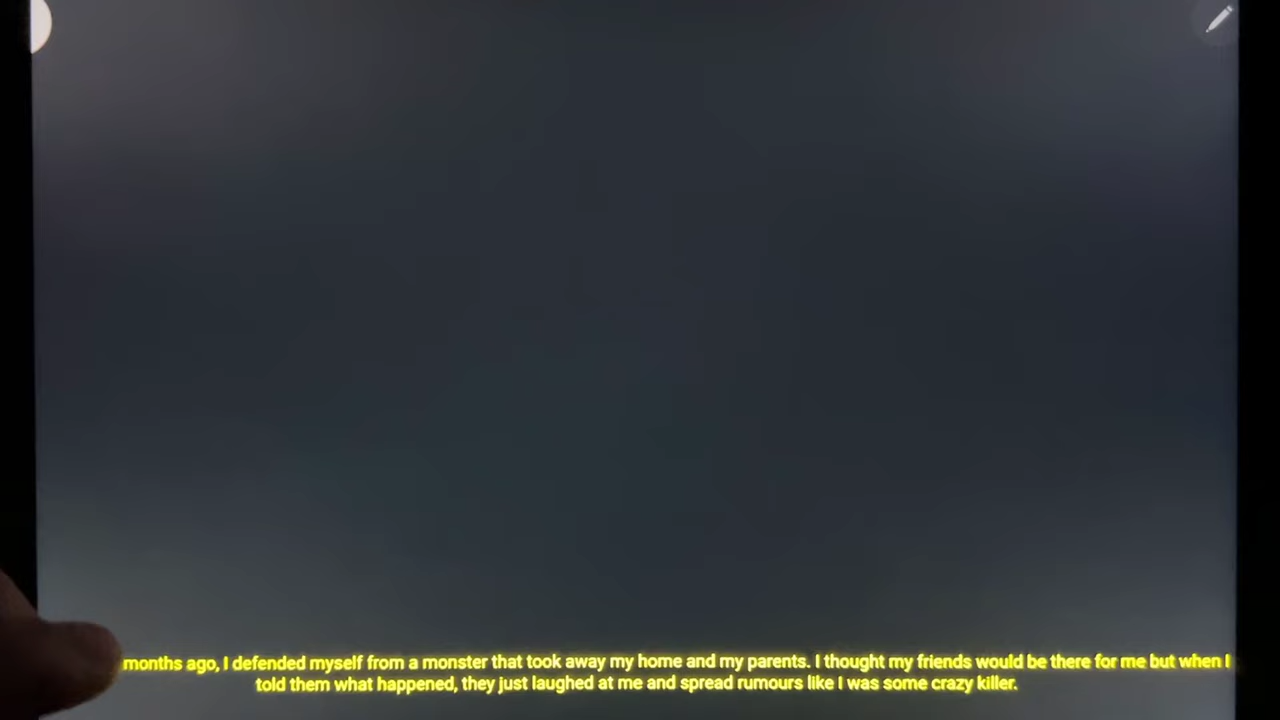 months ago, I defended myself from a monster that took away my home and my parents. I thought my friends would be there for me but when I
told them what happened, they just laughed at me and spread rumours like I was some crazy killer.